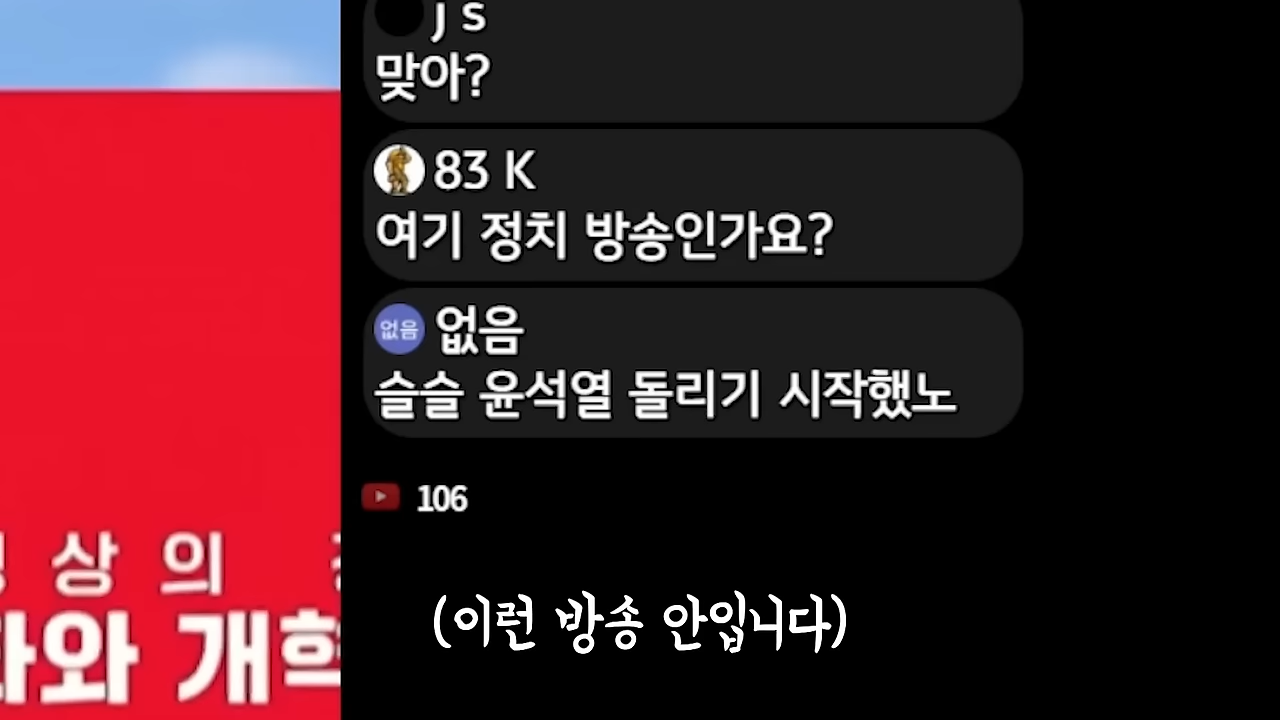 j s
맞아?
83 K
여기 정치 방송인가요?
없음 없음
슬슬 윤석열 돌리기 시작했노
106
(이런 방송 안입니다)
상의
와 개혁